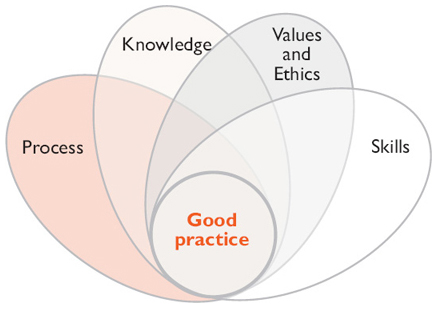 Knowledge
Values
and
Ethics
Process
Skills
Good
practice